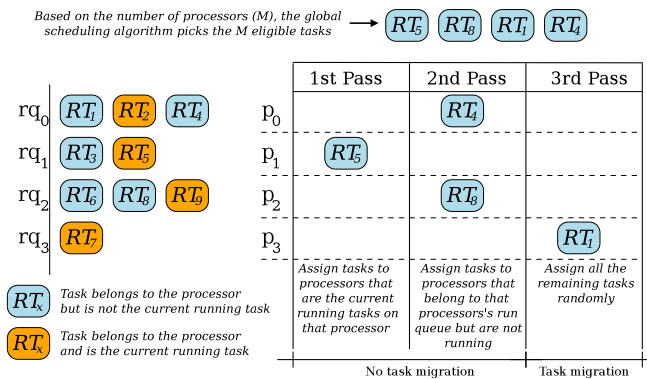 Based on the number of processors (M), the global
scheduling algorithm picks the M eligible tasks
RT5 RT8 RT1 RT4
1st Pass 2nd Pass 3rd Pass
rq0 RT1 RT2 RT4
p0 RT4
rq1 RT3 RT5
p1 RT5
rq2 RT6 RT8 RT9
p2 RT8
rq3 RT7
p3 RT1
RTx Task belongs to the processor
but is not the current running task
RTx Task belongs to the processor
and is the current running task
Assign tasks to
processors that
are the current
running tasks on
that processor
Assign tasks to
processors that
belong to that
processors's run
queue but are not
running
Assign all the
remaining tasks
randomly
No task migration
Task migration